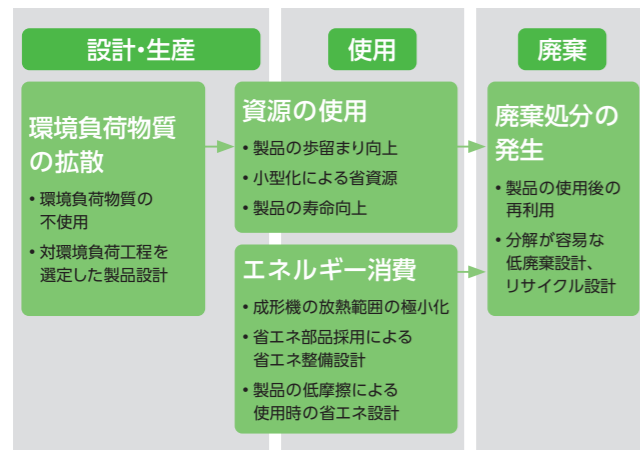 設計・生産
使用
廃棄
環境負荷物質
の拡散
• 環境負荷物質の
不使用
• 対環境負荷工程を
選定した製品設計
資源の使用
• 製品の歩留まり向上
• 小型化による省資源
• 製品の寿命向上
エネルギー消費
• 成形機の放熱範囲の極小化
• 省エネ部品採用による
省エネ整備設計
• 製品の低摩擦による
使用時の省エネ設計
廃棄処分の
発生
• 製品の使用後の
再利用
• 分解が容易な
低廃棄設計、
リサイクル設計